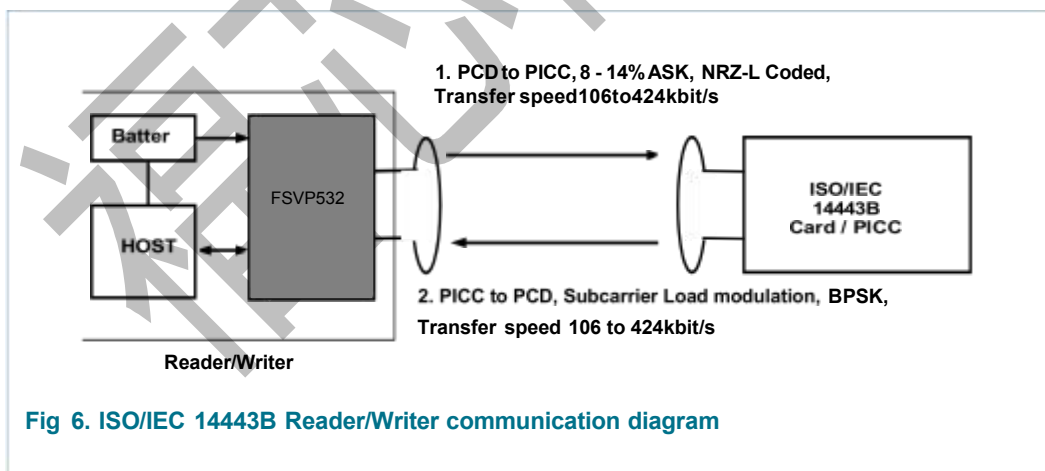 1. PCD to PICC, 8 - 14% ASK, NRZ-L Coded,
Transfer speed106to424kbit/s
Batter
FSVP532
HOST
ISO/IEC
14443B
Card / PICC
2. PICC to PCD, Subcarrier Load modulation, BPSK,
Transfer speed 106 to 424kbit/s
Reader/Writer
Fig 6. ISO/IEC 14443B Reader/Writer communication diagram